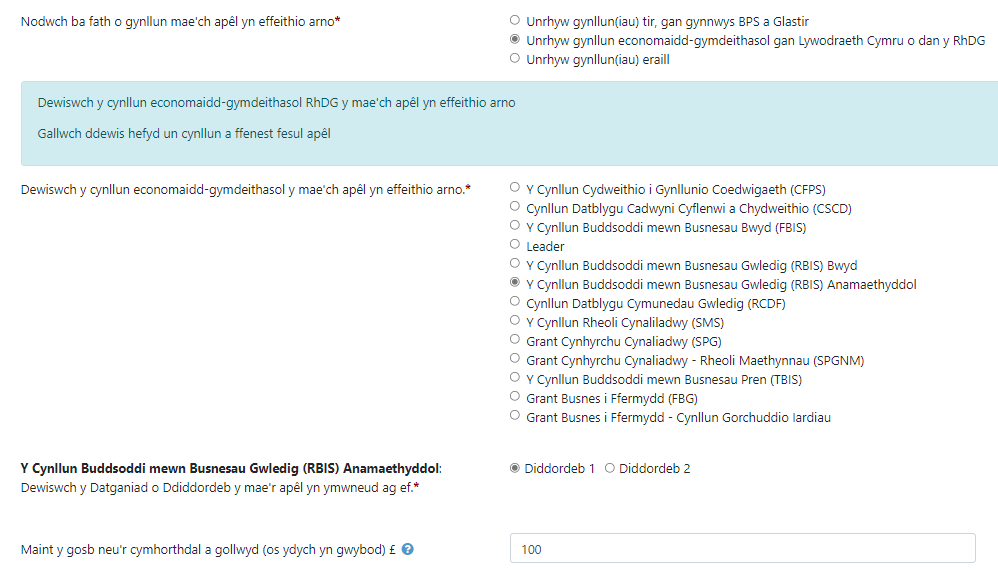 Nodwch ba fath o gynllun mae'ch apêl yn effeithio arno*
Unrhyw gynllun(iau) tir, gan gynnwys BPS a Glastir
Unrhyw gynllun economaidd-gymdeithasol gan Lywodraeth Cymru o dan y RhDG
Unrhyw gynllun(iau) eraill
Dewiswch y cynllun economaidd-gymdeithasol RhDG y mae'ch apêl yn effeithio arno
Gallwch ddewis hefyd un cynllun a ffenest fesul apêl
Dewiswch y cynllun economaidd-gymdeithasol y mae'ch apêl yn effeithio arno.*
Y Cynllun Cydweithio i Gynllunio Coedwigaeth (CFPS)
Cynllun Datblygu Cadwyni Cyflenwi a Chydweithio (CSCD)
Y Cynllun Buddsoddi mewn Busnesau Bwyd (FBIS)
Leader
Y Cynllun Buddsoddi mewn Busnesau Gwledig (RBIS) Bwyd
Y Cynllun Buddsoddi mewn Busnesau Gwledig (RBIS) Anamaethyddol
Cynllun Datblygu Cymunedau Gwledig (RCDF)
Y Cynllun Rheoli Cynaliladwy (SMS)
Grant Cynhyrchu Cynaliadwy (SPG)
Grant Cynhyrchu Cynaliadwy - Rheoli Maethynnau (SPGNM)
Y Cynllun Buddsoddi mewn Busnesau Pren (TBIS)
Grant Busnes i Ffermydd (FBG)
Grant Busnes i Ffermydd - Cynllun Gorchuddio Iardiau
Y Cynllun Buddsoddi mewn Busnesau Gwledig (RBIS) Anamaethyddol:
Dewiswch y Datganiad o Ddiddordeb y mae'r apêl yn ymwneud ag ef.*
Diddordeb 1 Diddordeb 2
Maint y gosb neu'r cymhorthdal a gollwyd (os ydych yn gwybod) £ ?
100